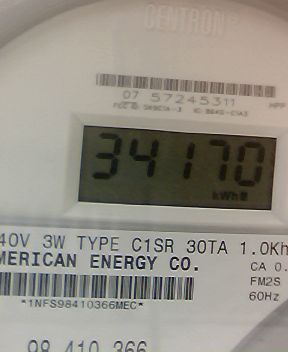 CENTRON®
07 57245311
34170
kWh
40V 3W TYPE C1SR 30TA 1.0Kh
MERICAN ENERGY CO.
CA 0.
FM2S
*1NFS98410366MEC*
60Hz
98 410 366